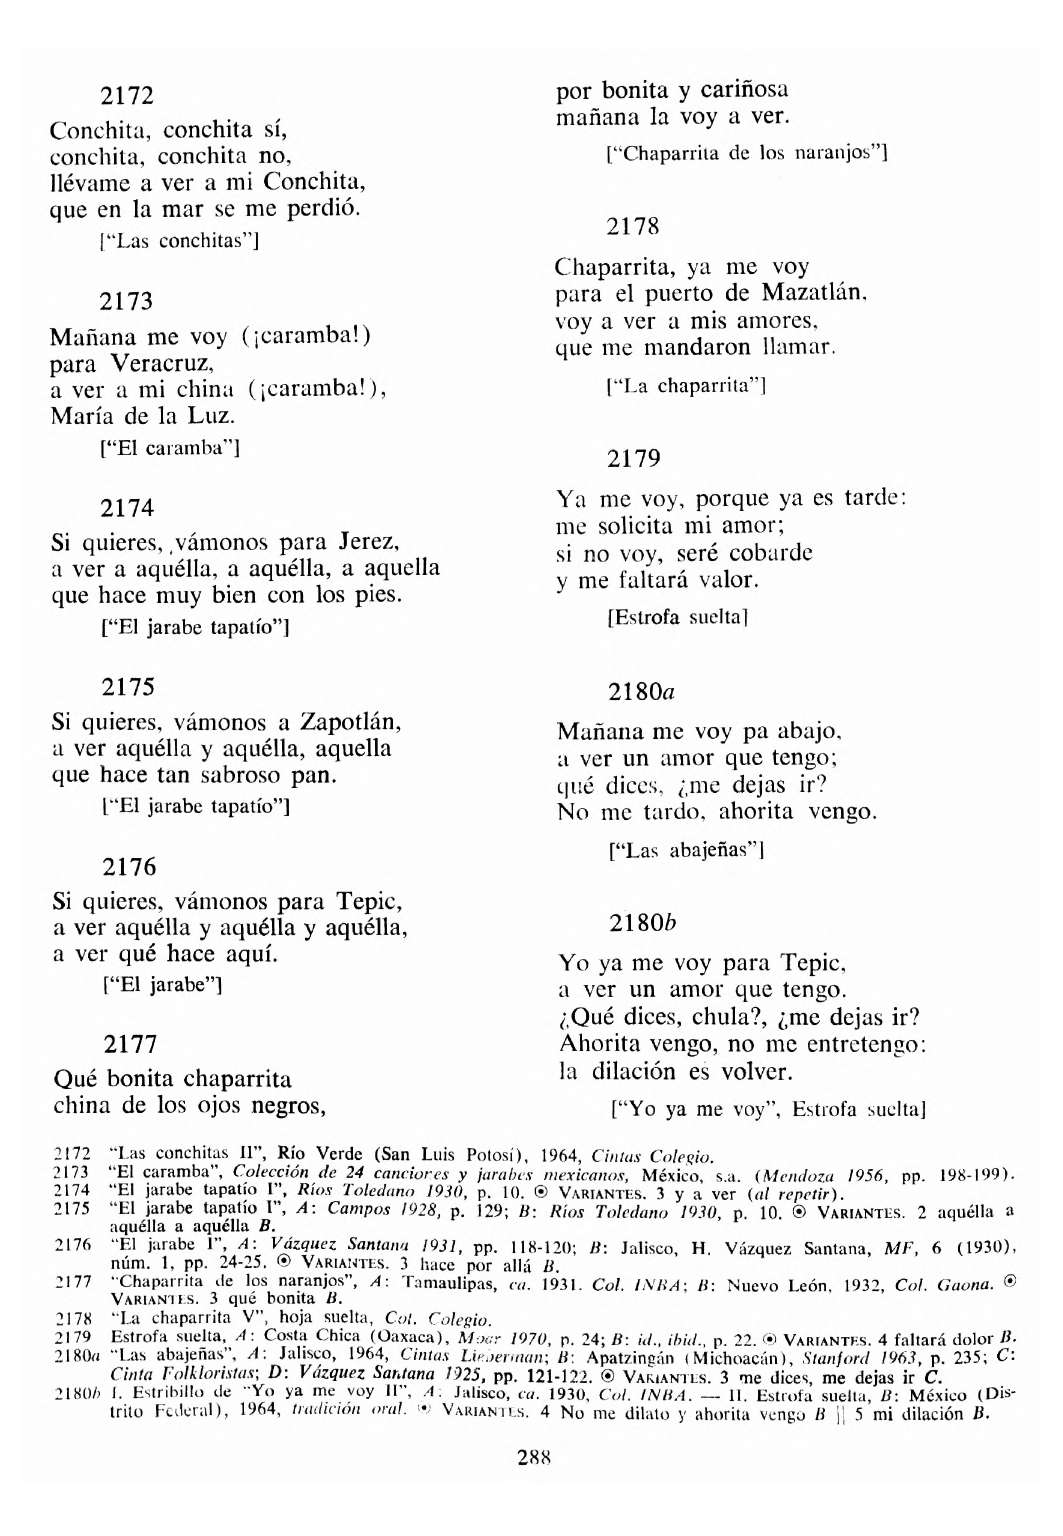 2172
Conchita, conchita sí,
conchita, conchita no,
llévame a ver a mi Conchita,
que en la mar se me perdió.
[“Las conchitas”]
2173
Mañana me voy (¡caramba!)
para Veracruz,
a ver a mi china (¡caramba!),
María de la Luz.
[“El caramba”]
2174
Si quieres, vámonos para Jerez,
a ver a aquélla, a aquélla, a aquella
que hace muy bien con los pies.
[“El jarabe tapatío”]
2175
Si quieres, vámonos a Zapotlán,
a ver aquélla y aquélla, aquella
que hace tan sabroso pan.
[“El jarabe tapatío”]
2176
Si quieres, vámonos para Tepic,
a ver aquélla y aquélla y aquélla,
a ver qué hace aquí.
[“El jarabe”]
2177
Qué bonita chaparrita
china de los ojos negros,
por bonita y cariñosa
mañana la voy a ver.
[“Chaparrita de los naranjos”]
2178
Chaparrita, ya me voy
para el puerto de Mazatlán,
voy a ver a mis amores,
que me mandaron llamar.
[“La chaparrita”]
2179
Ya me voy, porque ya es tarde:
me solicita mi amor;
si no voy, seré cobarde
y me faltará valor.
[Estrofa suelta]
2180a
Mañana me voy pa abajo,
a ver un amor que tengo;
qué dices, ¿me dejas ir?
No me tardo, ahorita vengo.
[“Las abajeñas”]
2180b
Yo ya me voy para Tepic,
a ver un amor que tengo.
¿Qué dices, chula?, ¿me dejas ir?
Ahorita vengo, no me entretengo:
la dilación es volver.
[“Yo ya me voy”, Estrofa suelta]
2172 “Las conchitas II”, Río Verde (San Luis Potosí), 1964, Cintas Colegio.
2173 “El caramba”, Colección de 24 canciones y jarabes mexicanos, México, s.a. (Mendoza 1956, pp. 198-199).
2174 “El jarabe tapatío I”, Ríos Toledano 1930, p. 10. ⦿ VARIANTES. 3 y a ver (al repetir).
2175 “El jarabe tapatío I”, A: Campos 1928, p. 129; B: Ríos Toledano 1930, p. 10. ⦿ VARIANTES. 2 aquélla a
aquélla a aquélla B.
2176 “El jarabe I”, A: Vázquez Santana 1931, pp. 118-120; B: Jalisco, H. Vázquez Santana, MF, 6 (1930),
núm. 1, pp. 24-25. ⦿ VARIANTES. 3 hace por allá B.
2177 “Chaparrita de los naranjos”, A: Tamaulipas, ca. 1931. Col. INBA; B: Nuevo León, 1932, Col. Gaona. ⦿
VARIANTES. 3 qué bonita B.
2178 “La chaparrita V”, hoja suelta, Col. Colegio.
2179 Estrofa suelta, A: Costa Chica (Oaxaca), Moser 1970, p. 24; B: id., ibid., p. 22. ⦿ VARIANTES. 4 faltará dolor B.
2180a “Las abajeñas”, A: Jalisco, 1964, Cintas Lieberman; B: Apatzingán (Michoacán), Stanford 1963, p. 235; C:
Cinta Folkloristas; D: Vázquez Santana 1925, pp. 121-122. ⦿ VARIANTES. 3 me dices, me dejas ir C.
2180b I. Estribillo de “Yo ya me voy II”, A: Jalisco, ca. 1930, Col. INBA. — II. Estrofa suelta, B: México (Dis-
trito Federal), 1964, tradición oral. ⦿ VARIANTES. 4 No me dilato y ahorita vengo B || 5 mi dilación B.
288